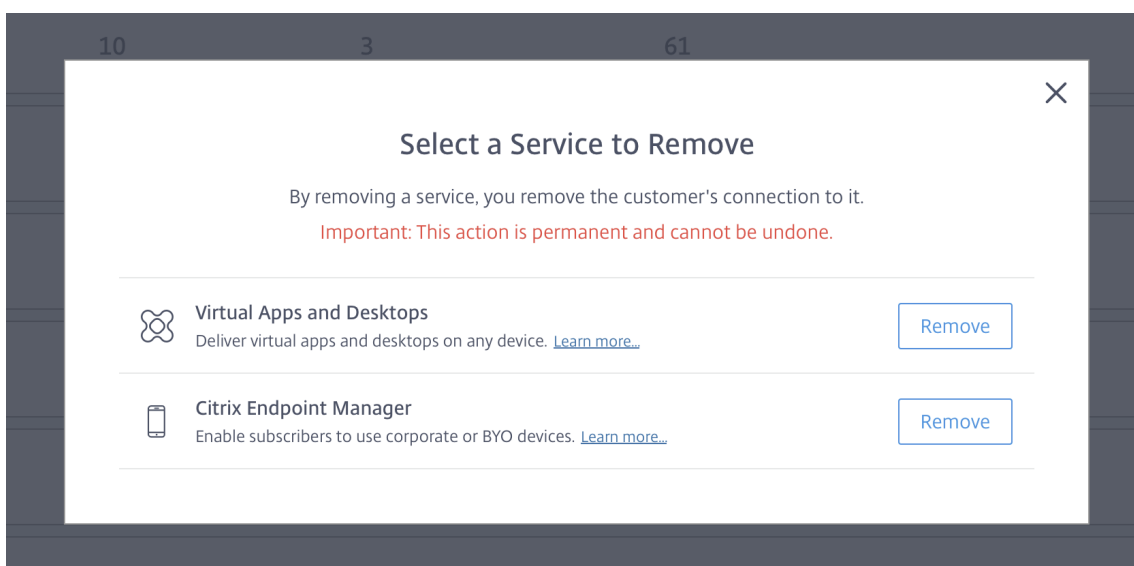 10 3 61
Select a Service to Remove
By removing a service, you remove the customer's connection to it.
Important: This action is permanent and cannot be undone.
Virtual Apps and Desktops
Deliver virtual apps and desktops on any device. Learn more...
Remove
Citrix Endpoint Manager
Enable subscribers to use corporate or BYO devices. Learn more...
Remove